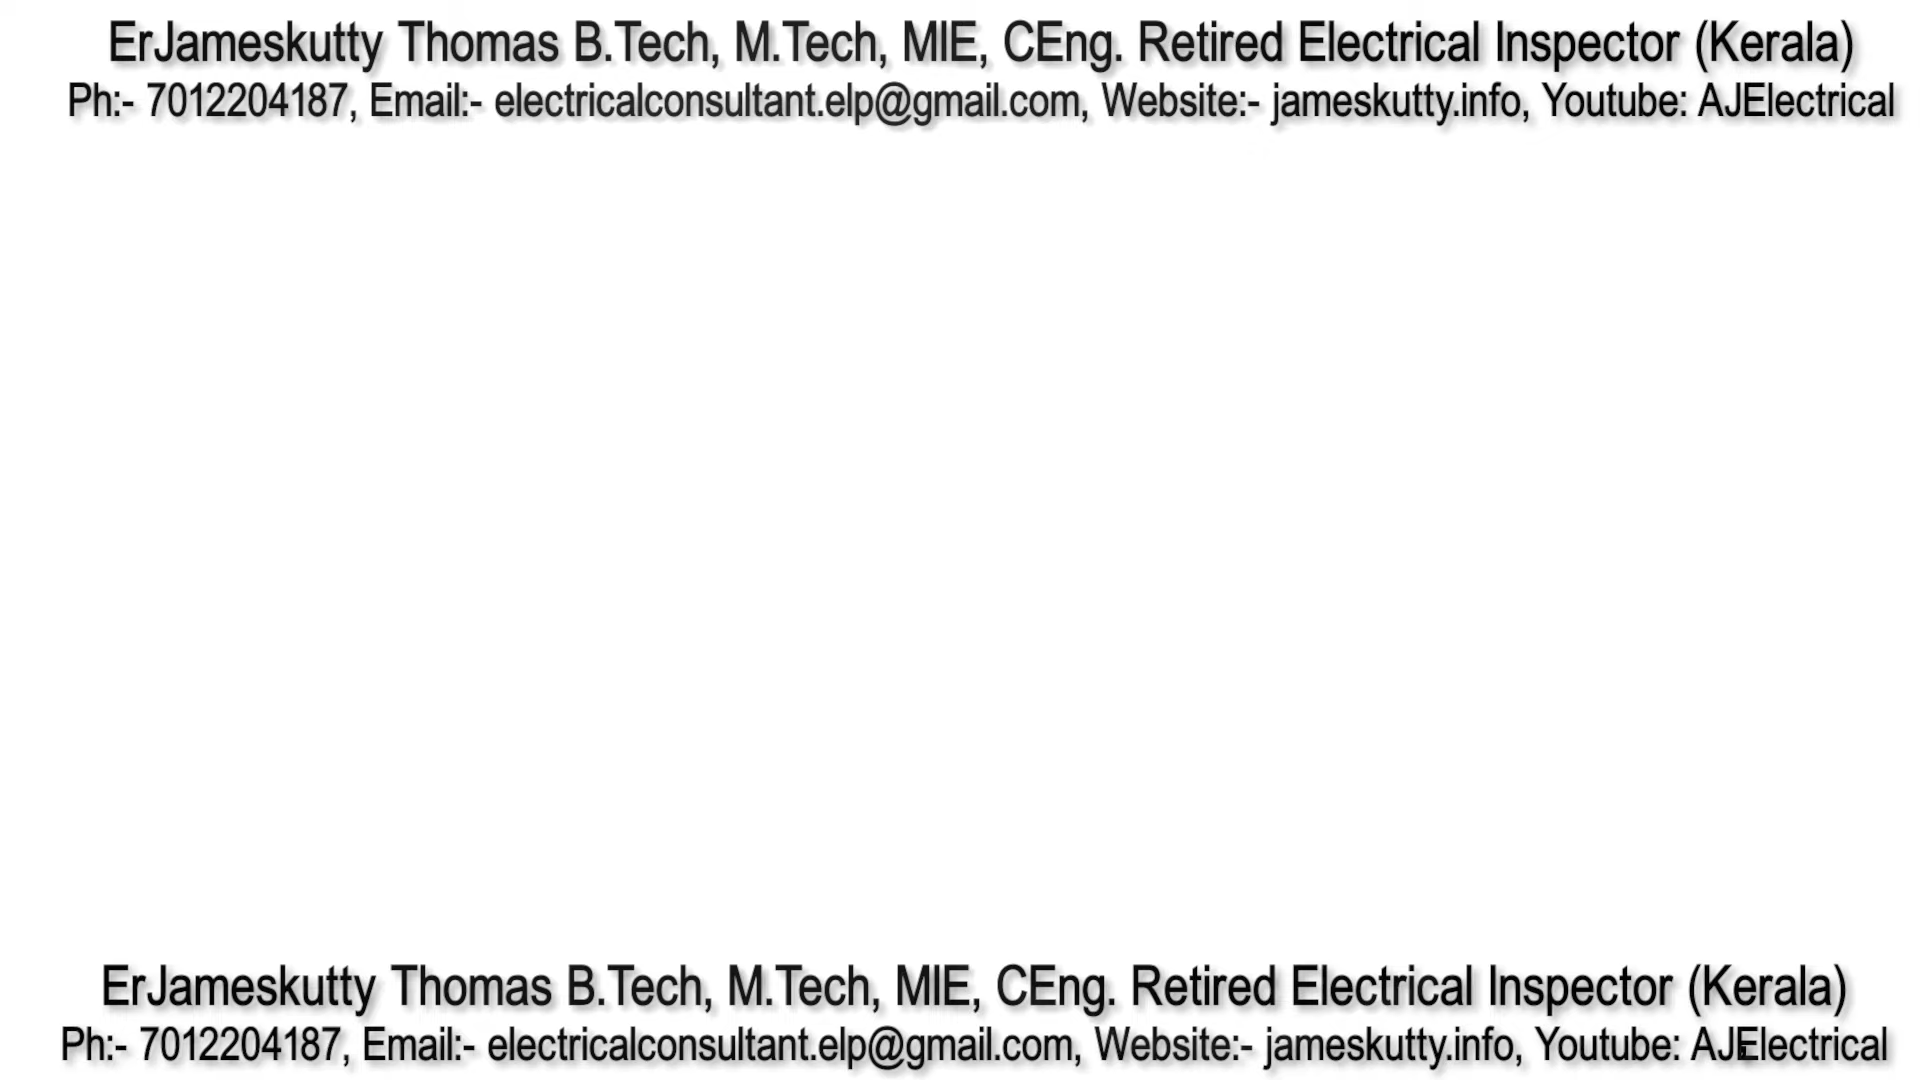 ErJameskutty Thomas B.Tech, M.Tech, MIE, CEng. Retired Electrical Inspector (Kerala)
Ph:- 7012204187, Email:- electricalconsultant.elp@gmail.com, Website:- jameskutty.info, Youtube: AJElectrical
ErJameskutty Thomas B.Tech, M.Tech, MIE, CEng. Retired Electrical Inspector (Kerala)
Ph:- 7012204187, Email:- electricalconsultant.elp@gmail.com, Website:- jameskutty.info, Youtube: AJElectrical